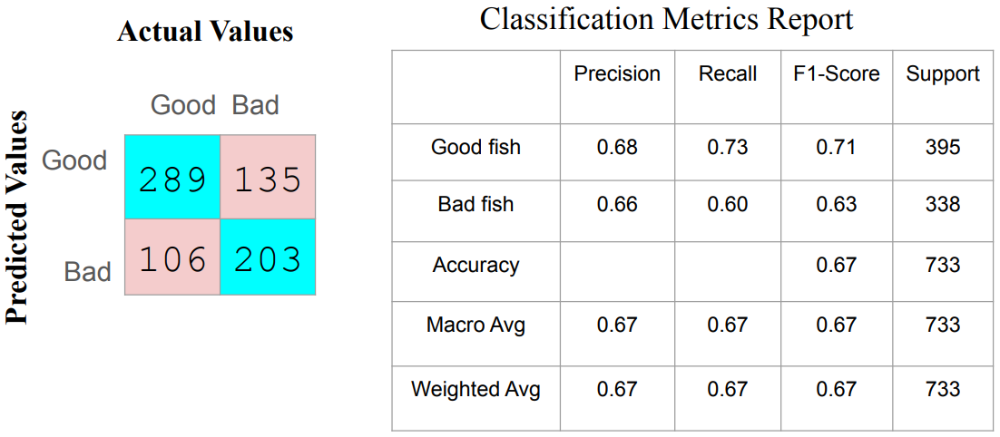 Actual Values
Good Bad
Predicted Values
Good 289 135
Bad 106 203
Classification Metrics Report
Precision Recall F1-Score Support
Good fish 0.68 0.73 0.71 395
Bad fish 0.66 0.60 0.63 338
Accuracy 0.67 733
Macro Avg 0.67 0.67 0.67 733
Weighted Avg 0.67 0.67 0.67 733